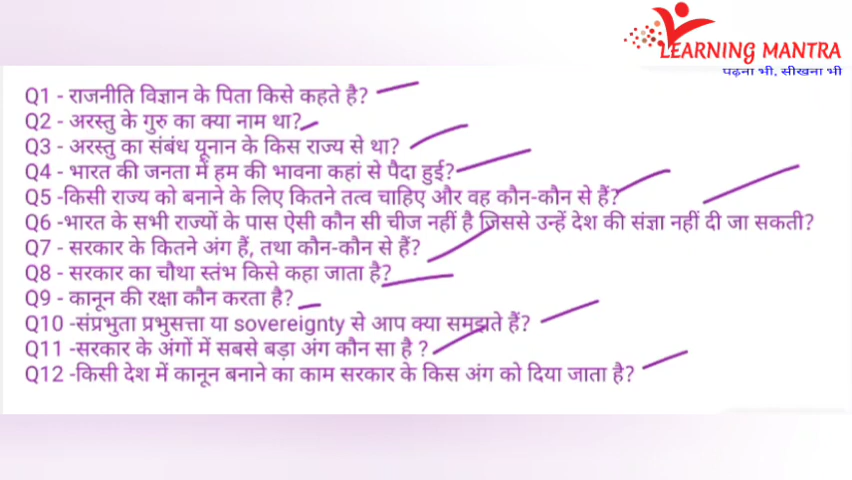 LEARNING MANTRA
पढ़ना भी, सीखना भी
Q1 - राजनीति विज्ञान के पिता किसे कहते है?
Q2 - अरस्तु के गुरु का क्या नाम था?
Q3 - अरस्तु का संबंध यूनान के किस राज्य से था?
Q4 - भारत की जनता में हम की भावना कहां से पैदा हुई?
Q5 -किसी राज्य को बनाने के लिए कितने तत्व चाहिए और वह कौन-कौन से हैं?
Q6 -भारत के सभी राज्यों के पास ऐसी कौन सी चीज नहीं है जिससे उन्हें देश की संज्ञा नहीं दी जा सकती?
Q7 - सरकार के कितने अंग हैं, तथा कौन-कौन से हैं?
Q8 - सरकार का चौथा स्तंभ किसे कहा जाता है?
Q9 - कानून की रक्षा कौन करता है?
Q10 -संप्रभुता प्रभुसत्ता या sovereignty से आप क्या समझते हैं?
Q11 -सरकार के अंगों में सबसे बड़ा अंग कौन सा है ?
Q12 -किसी देश में कानून बनाने का काम सरकार के किस अंग को दिया जाता है?